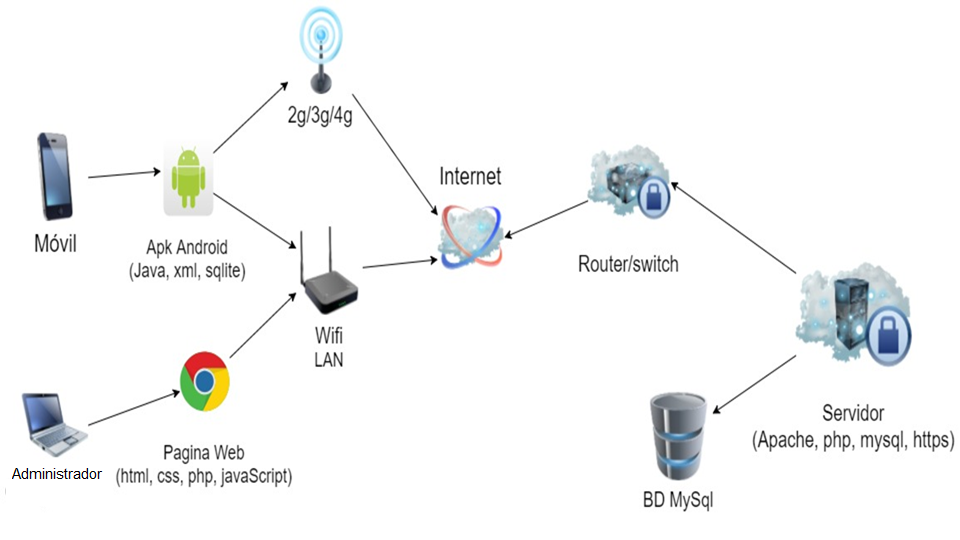 2g/3g/4g
Internet
Móvil
Apk Android
(Java, xml, sqlite)
Router/switch
Wifi
LAN
Servidor
(Apache, php, mysql, https)
Pagina Web
(html, css, php, javaScript)
Administrador
BD MySql